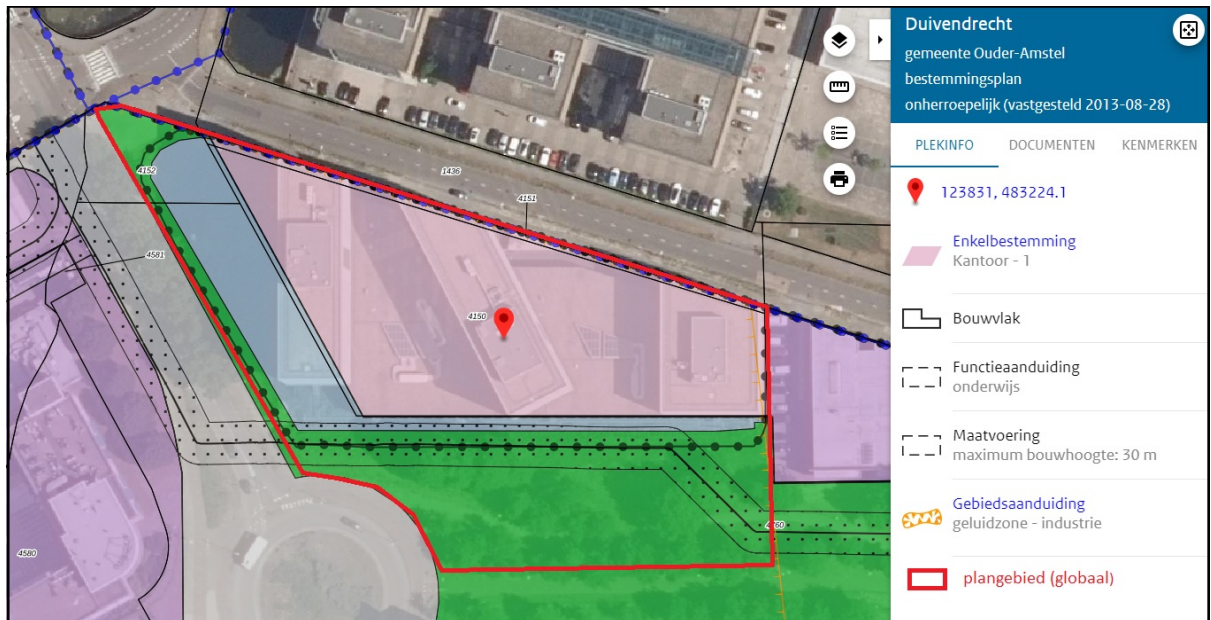 Duivendrecht
gemeente Ouder-Amstel
bestemmingsplan
onherroepelijk (vastgesteld 2013-08-28)
PLEKINFO DOCUMENTEN KENMERKEN
123831, 483224.1
Enkelbestemming
Kantoor - 1
Bouwvlak
Functieaanduiding
onderwijs
Maatvoering
maximum bouwhoogte: 30 m
Gebiedsaanduiding
geluidzone - industrie
plangebied (globaal)
4152
1436
4151
4581
4150
4760
4580